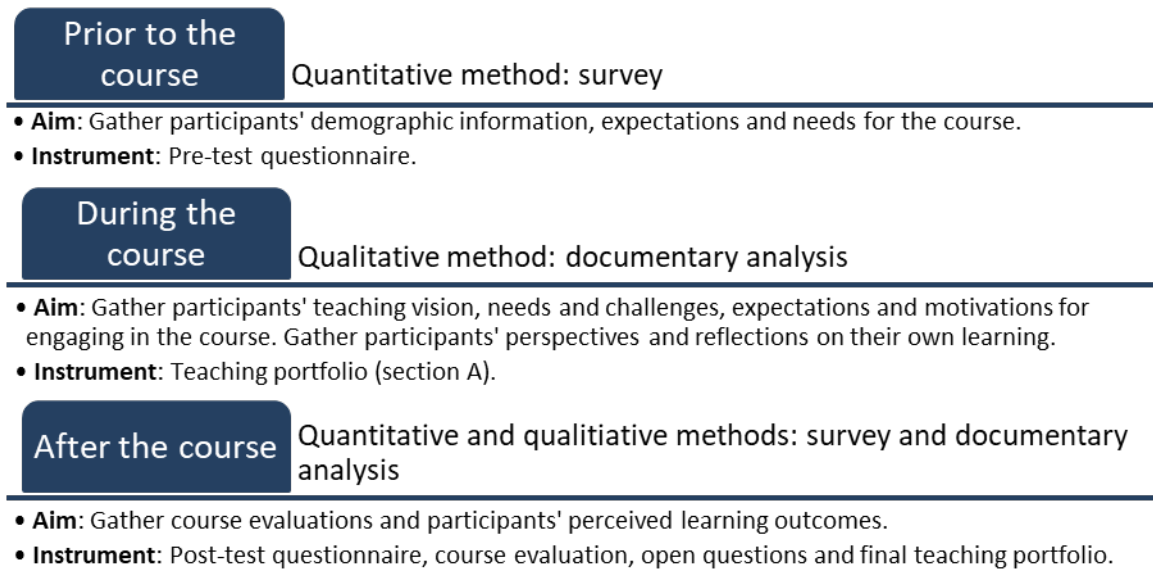 Prior to the
course
Quantitative method: survey
• Aim: Gather participants' demographic information, expectations and needs for the course.
• Instrument: Pre-test questionnaire.
During the
course
Qualitative method: documentary analysis
• Aim: Gather participants' teaching vision, needs and challenges, expectations and motivations for
engaging in the course. Gather participants' perspectives and reflections on their own learning.
• Instrument: Teaching portfolio (section A).
After the course
Quantitative and qualitiative methods: survey and documentary
analysis
• Aim: Gather course evaluations and participants' perceived learning outcomes.
• Instrument: Post-test questionnaire, course evaluation, open questions and final teaching portfolio.